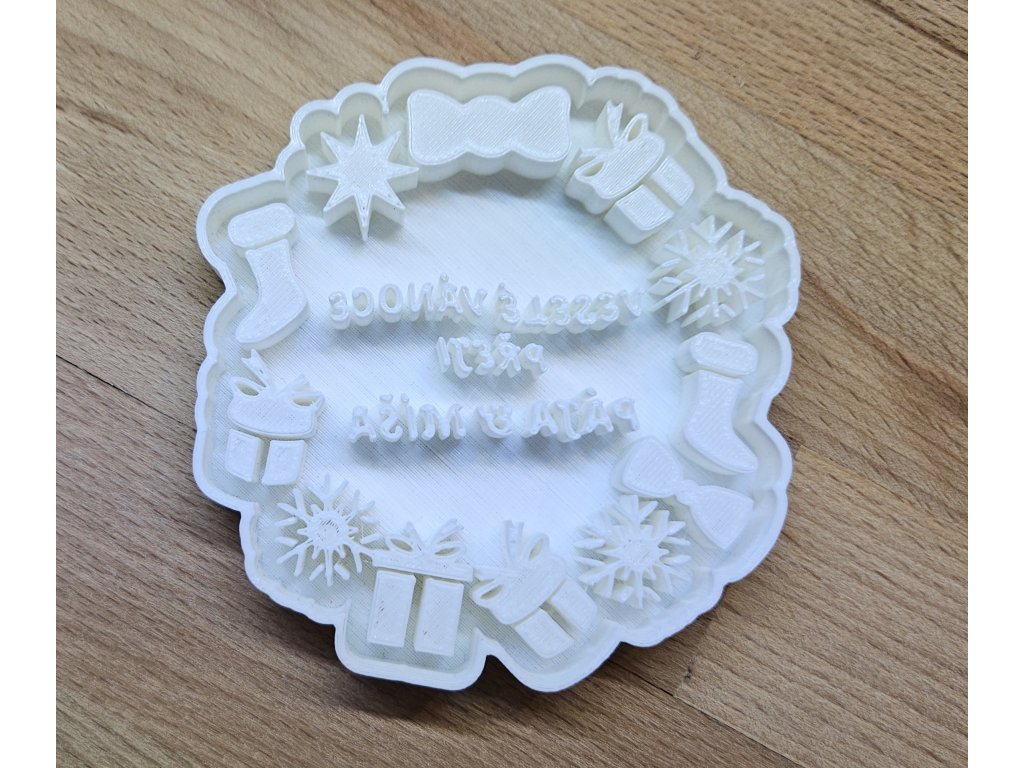 VESELÉ VÁNOCE
PŘEJÍ
PÁŤA & MÍŠA